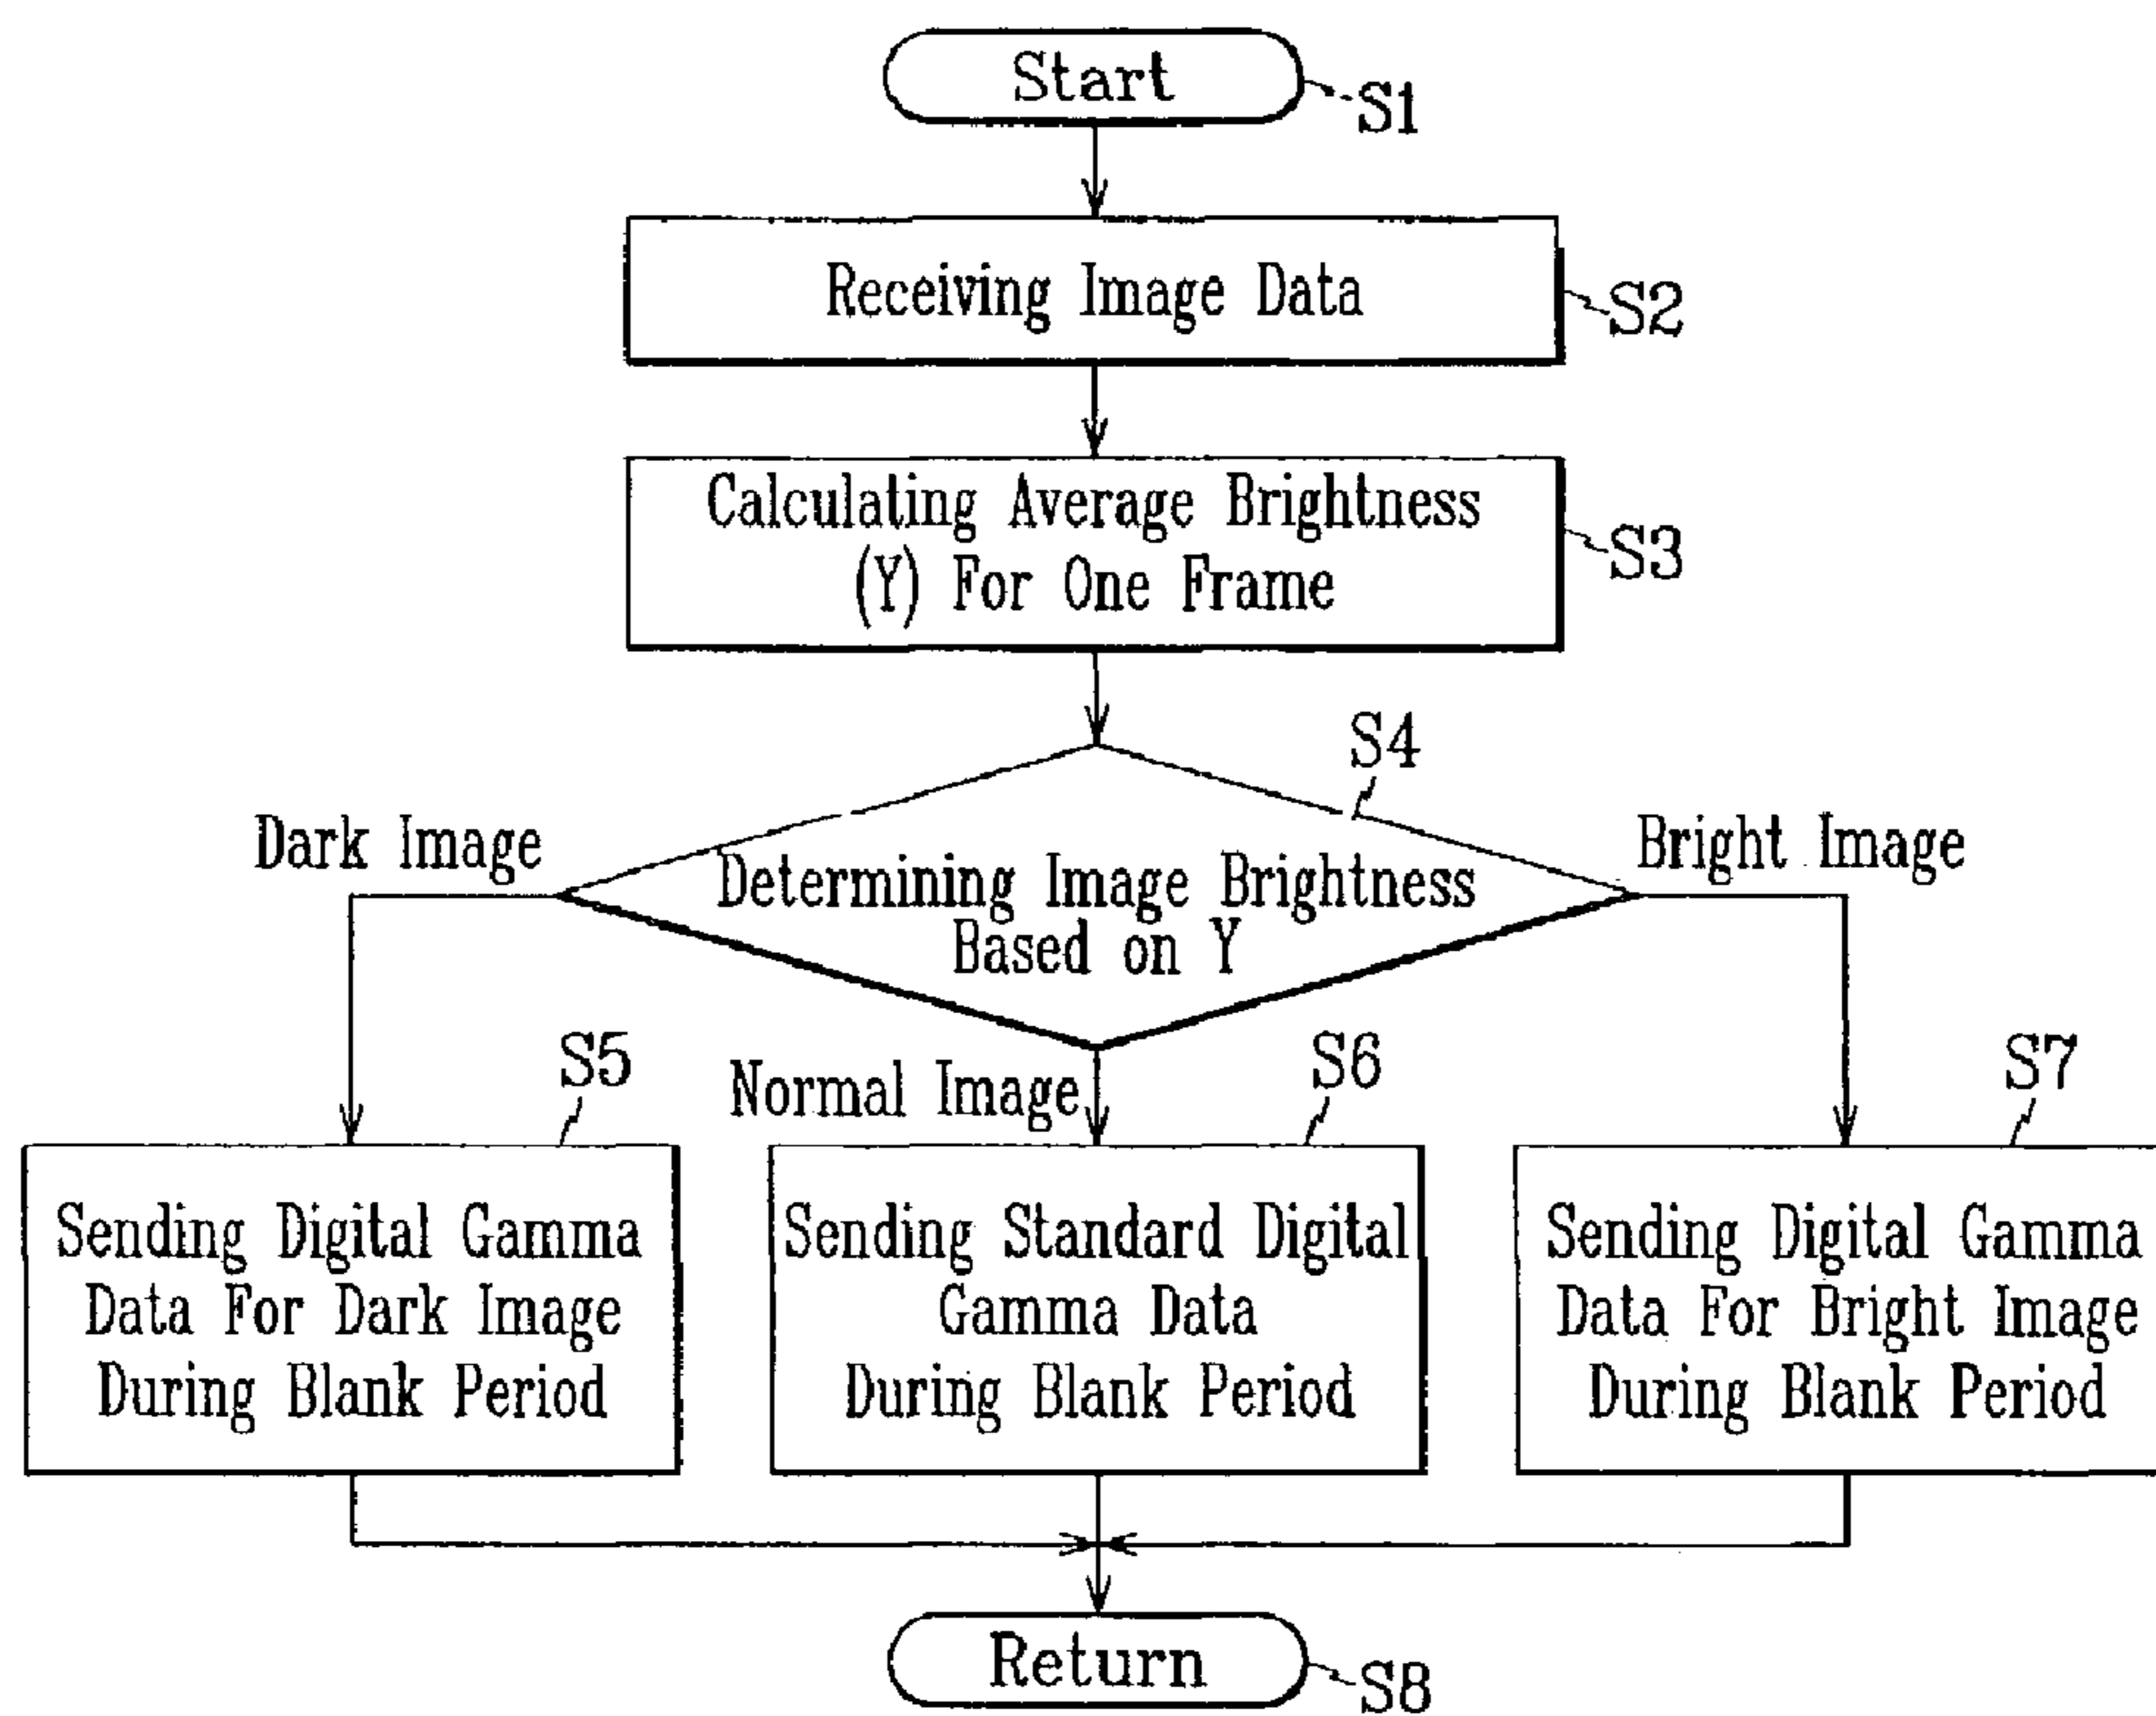 Start
S1
Receiving Image Data
S2
Calculating Average Brightness
(Y) For One Frame
S3
S4
Dark Image
Bright Image
Determining Image Brightness
Based on Y
S5
Normal Image
S6
S7
Sending Digital Gamma
Data For Dark Image
During Blank Period
Sending Standard Digital
Gamma Data
During Blank Period
Sending Digital Gamma
Data For Bright Image
During Blank Period
Return
S8